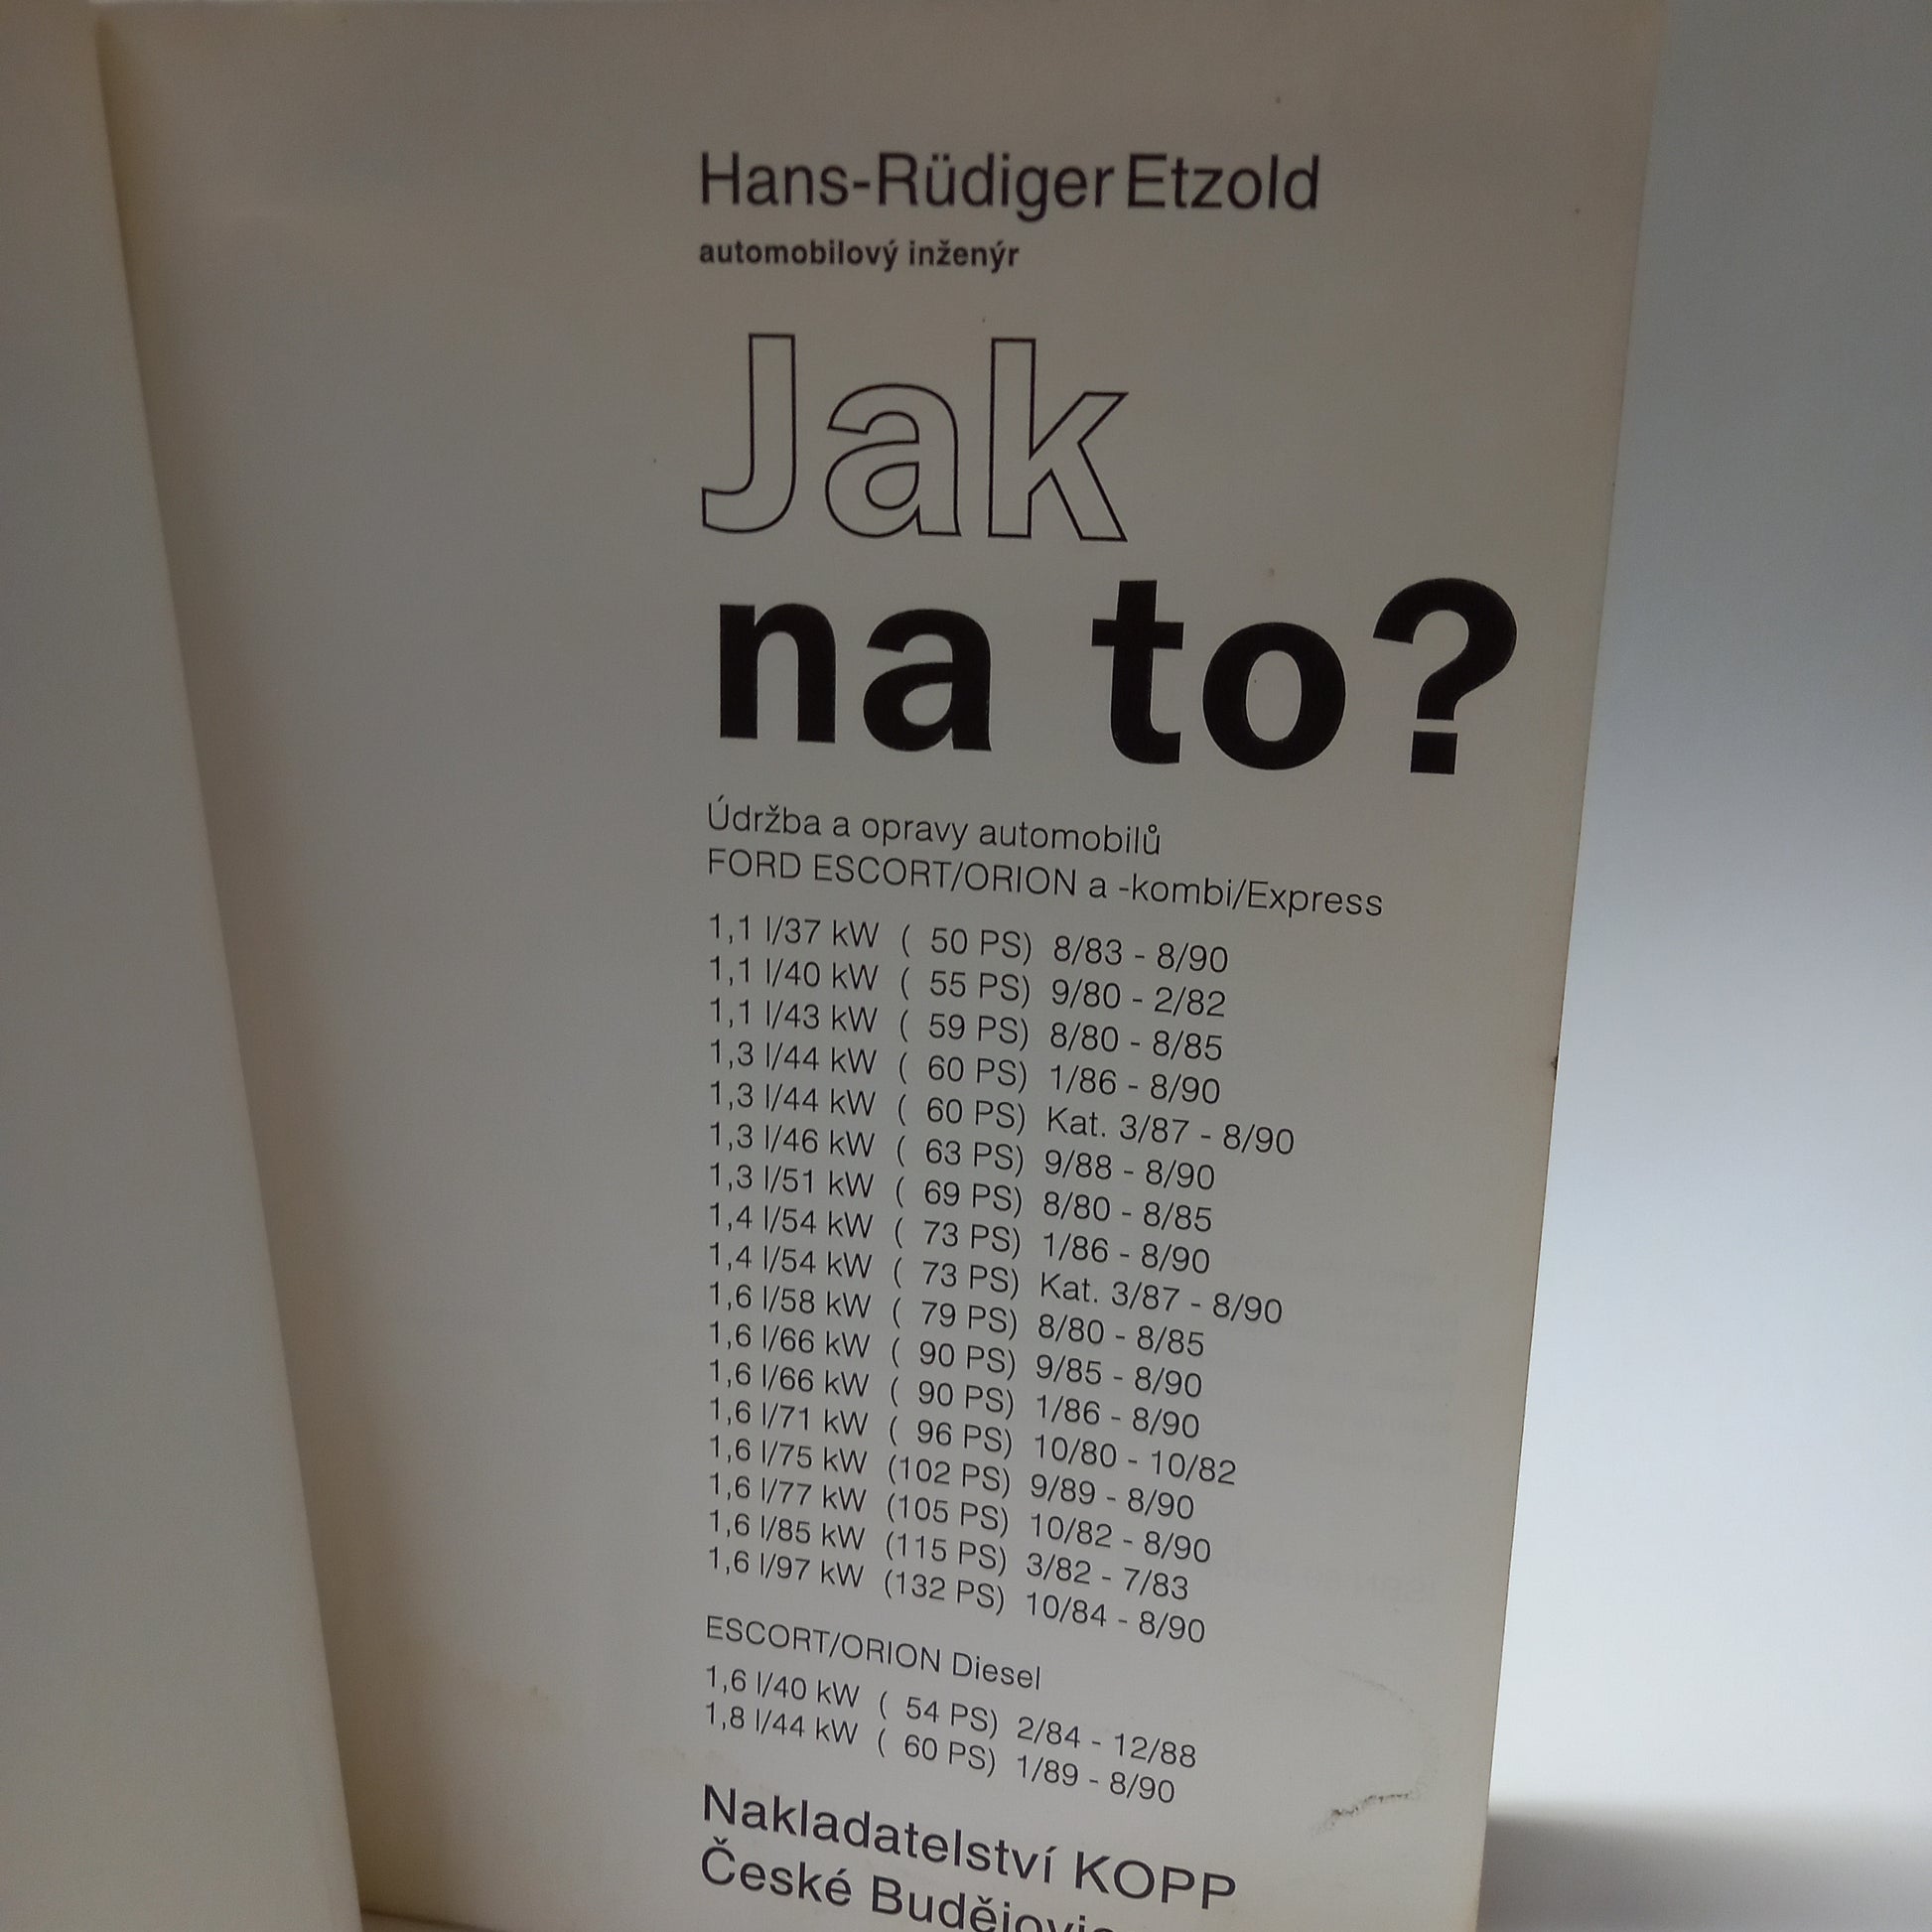 Hans-Rüdiger Etzold
automobilový inženýr
Jak
na to?
Údržba a opravy automobilů
FORD ESCORT/ORION a -kombi/Express
1,1 l/37 kW ( 50 PS) 8/83 - 8/90
1,1 l/40 kW ( 55 PS) 9/80 - 2/82
1,1 l/43 kW ( 59 PS) 8/80 - 8/85
1,3 l/44 kW ( 60 PS) 1/86 - 8/90
1,3 l/44 kW ( 60 PS) Kat. 3/87 - 8/90
1,3 l/46 kW ( 63 PS) 9/88 - 8/90
1,3 l/51 kW ( 69 PS) 8/80 - 8/85
1,4 l/54 kW ( 73 PS) 1/86 - 8/90
1,4 l/54 kW ( 73 PS) Kat. 3/87 - 8/90
1,6 l/58 kW ( 79 PS) 8/80 - 8/85
1,6 l/66 kW ( 90 PS) 9/85 - 8/90
1,6 l/66 kW ( 90 PS) 1/86 - 8/90
1,6 l/71 kW ( 96 PS) 10/80 - 10/82
1,6 l/75 kW (102 PS) 9/89 - 8/90
1,6 l/77 kW (105 PS) 10/82 - 8/90
1,6 l/85 kW (115 PS) 3/82 - 7/83
1,6 l/97 kW (132 PS) 10/84 - 8/90
ESCORT/ORION Diesel
1,6 l/40 kW ( 54 PS) 2/84 - 12/88
1,8 l/44 kW ( 60 PS) 1/89 - 8/90
Nakladatelství KOPP
České